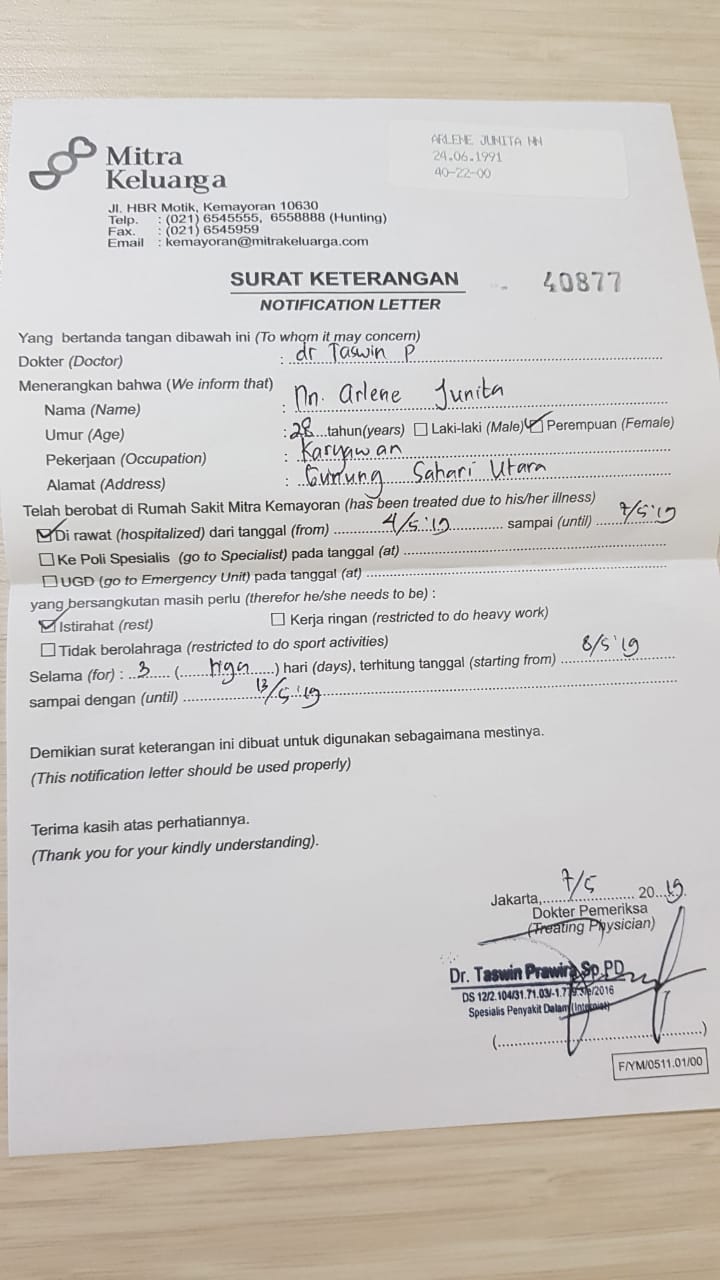 Mitra
Keluarga
ARLENE JUNITA NN
24.06.1991
40-22-00
Jl. HBR Motik, Kemayoran 10630
Telp. : (021) 6545555, 6558888 (Hunting)
Fax. : (021) 6545959
Email : kemayoran@mitrakeluarga.com
SURAT KETERANGAN 40877
NOTIFICATION LETTER
Yang bertanda tangan dibawah ini (To whom it may concern)
Dokter (Doctor) : dr Taswin P
Menerangkan bahwa (We inform that)
Nama (Name) : Nn. Arlene Junita
Umur (Age) : 28 tahun(years) Laki-laki (Male) Perempuan (Female)
Pekerjaan (Occupation) : Karyawan
Alamat (Address) : Gunung Sahari Utara
Telah berobat di Rumah Sakit Mitra Kemayoran (has been treated due to his/her illness)
Di rawat (hospitalized) dari tanggal (from) 4/5 '19 sampai (until) 7/5 '19
Ke Poli Spesialis (go to Specialist) pada tanggal (at)
UGD (go to Emergency Unit) pada tanggal (at)
yang bersangkutan masih perlu (therefor he/she needs to be) :
Istirahat (rest) Kerja ringan (restricted to do heavy work)
Tidak berolahraga (restricted to do sport activities)
Selama (for) : 3 (tiga) hari (days), terhitung tanggal (starting from) 8/5 '19
sampai dengan (until) 13/5 '19
Demikian surat keterangan ini dibuat untuk digunakan sebagaimana mestinya.
(This notification letter should be used properly)
Terima kasih atas perhatiannya.
(Thank you for your kindly understanding).
Jakarta, 7/5 2019.
Dokter Pemeriksa
(Treating Physician)
Dr. Taswin Prawira Sp.PD
DS 12/2.104/31.71.03/-1.779.3/e/2016
Spesialis Penyakit Dalam (Internist)
(........................)
F/YM/0511.01/00